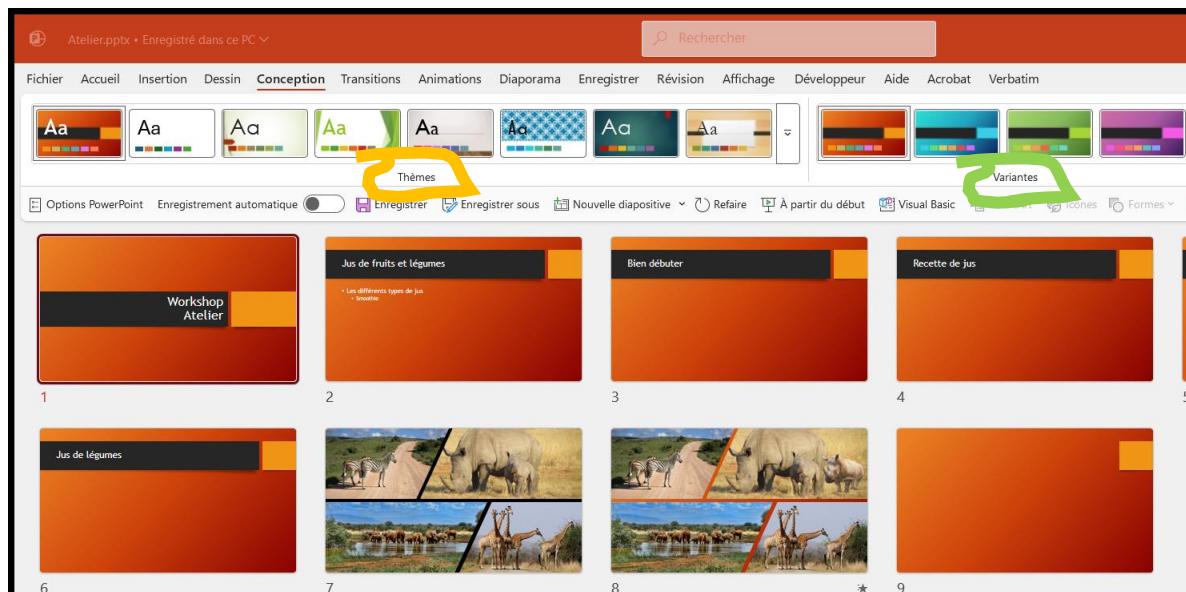 Atelier.pptx • Enregistré dans ce PC
Rechercher
Fichier Accueil Insertion Dessin Conception Transitions Animations Diaporama Enregistrer Révision Affichage Développeur Aide Acrobat Verbatim
Aa Aa Aa Aa Aa Aa Aa Aa
Thèmes Variantes
Options PowerPoint Enregistrement automatique Enregistrer Enregistrer sous Nouvelle diapositive Refaire À partir du début Visual Basic Icônes Formes
Workshop
Atelier
1
Jus de fruits et légumes
• Les différents types de jus
• Smoothie
2
Bien débuter
3
Recette de jus
4
5
Jus de légumes
6
7
8
9